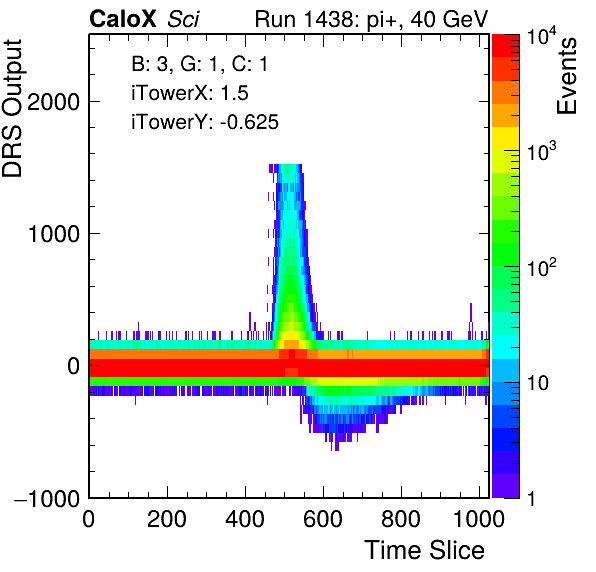 CaloX Sci Run 1438: pi+, 40 GeV
B: 3, G: 1, C: 1
iTowerX: 1.5
iTowerY: -0.625
DRS Output
2000
1000
0
−1000
0 200 400 600 800 1000
Time Slice
Events
10^4
10^3
10^2
10
1